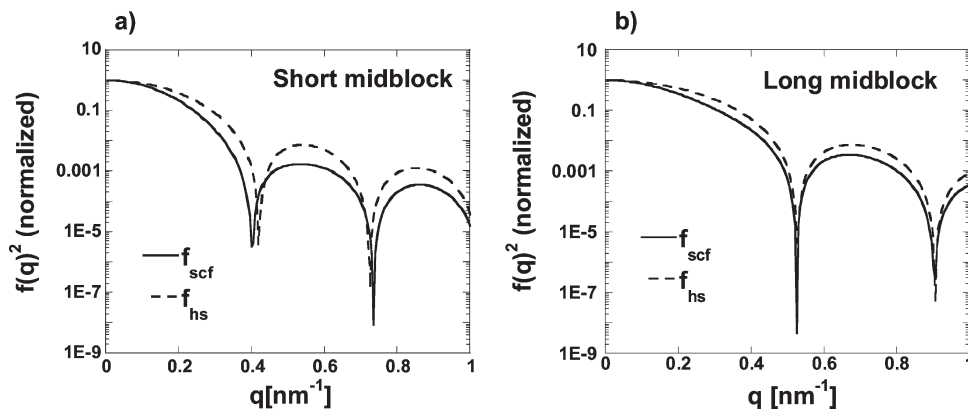 a)
Short midblock
f(q)² (normalized)
10
0.1
0.001
1E-5
1E-7
1E-9
f_scf
f_hs
0
0.2
0.4
0.6
0.8
1
q[nm⁻¹]
b)
Long midblock
f(q)² (normalized)
10
0.1
0.001
1E-5
1E-7
1E-9
f_scf
f_hs
0
0.2
0.4
0.6
0.8
1
q[nm⁻¹]